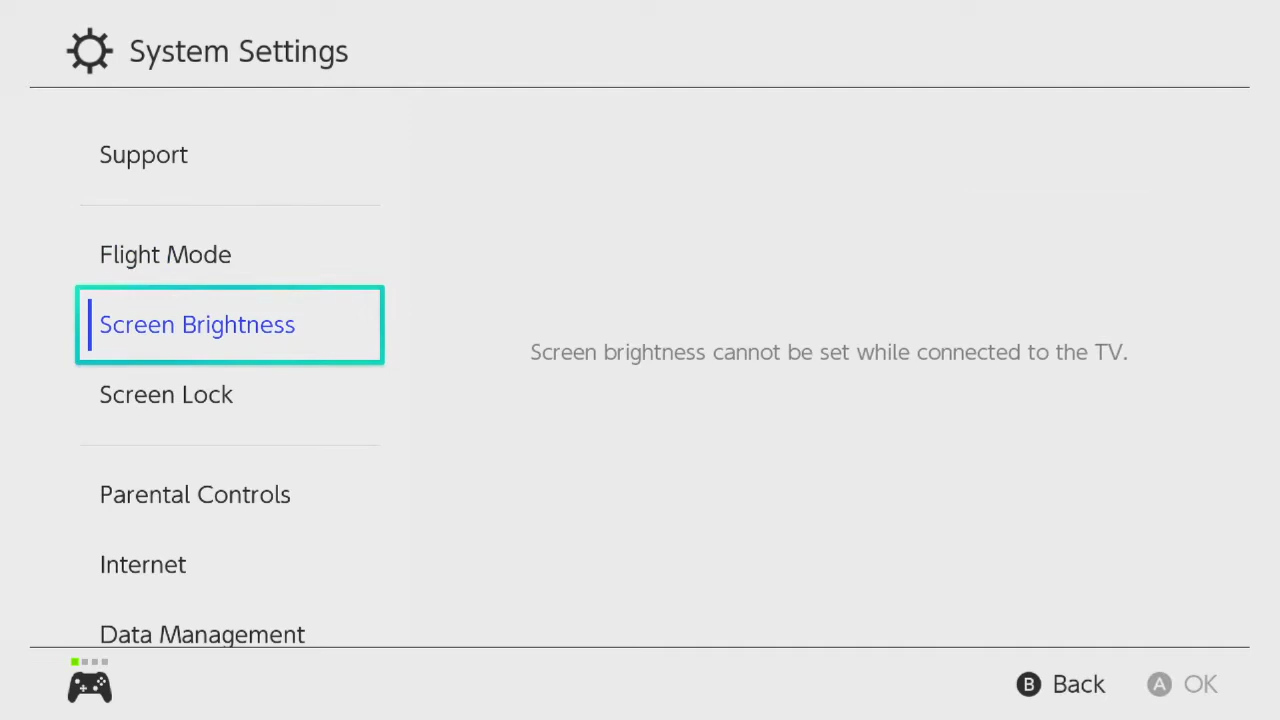 System Settings
Support
Flight Mode
Screen Brightness
Screen Lock
Parental Controls
Internet
Data Management
Screen brightness cannot be set while connected to the TV.
B Back
A OK